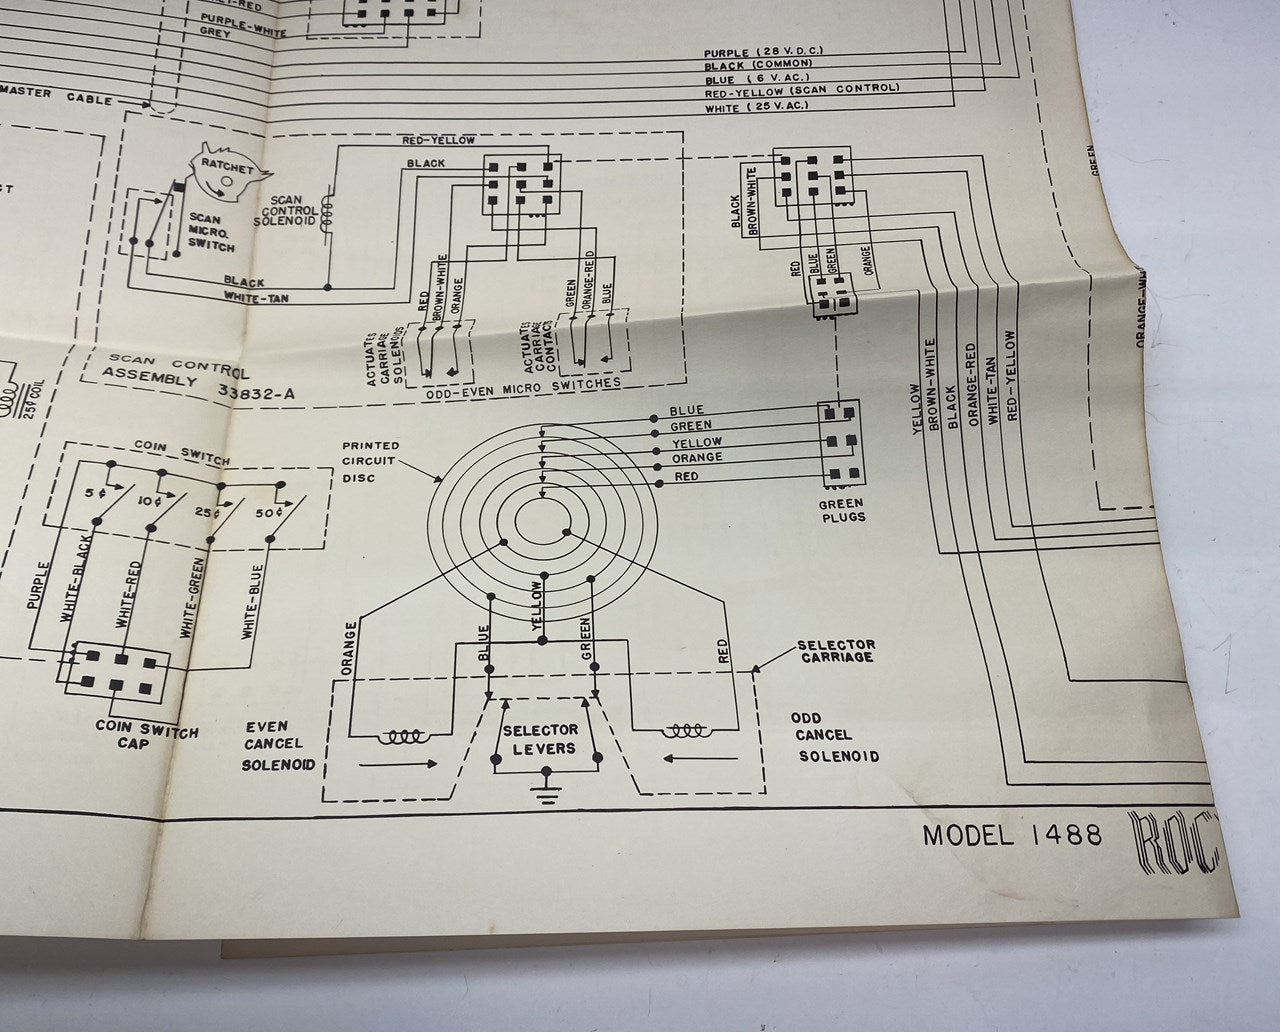 PURPLE-WHITE
GREY
MASTER CABLE
PURPLE (28 V.D.C.)
BLACK (COMMON)
BLUE (6 V.AC.)
RED-YELLOW (SCAN CONTROL)
WHITE (25 V.AC.)
GREEN
RED-YELLOW
BLACK
RATCHET
SCAN
CONTROL
SOLENOID
SCAN
MICRO.
SWITCH
BLACK
WHITE-TAN
RED
BROWN-WHITE
ORANGE
GREEN
ORANGE-RED
BLUE
ACTUATES
CARRIAGE
SOLENOIDS
ACTUATES
CARRIAGE
CONTACTS
ODD-EVEN MICRO SWITCHES
SCAN CONTROL
ASSEMBLY 33832-A
BLACK
BROWN-WHITE
RED
BLUE
GREEN
ORANGE
YELLOW
BROWN-WHITE
BLACK
ORANGE-RED
WHITE-TAN
RED-YELLOW
25¢ COIL
COIN SWITCH
5¢
10¢
25¢
50¢
PURPLE
WHITE-BLACK
WHITE-RED
WHITE-GREEN
WHITE-BLUE
COIN SWITCH
CAP
PRINTED
CIRCUIT
DISC
BLUE
GREEN
YELLOW
ORANGE
RED
GREEN
PLUGS
ORANGE
BLUE
YELLOW
GREEN
RED
SELECTOR
CARRIAGE
EVEN
CANCEL
SOLENOID
SELECTOR
LEVERS
ODD
CANCEL
SOLENOID
MODEL 1488
ROC